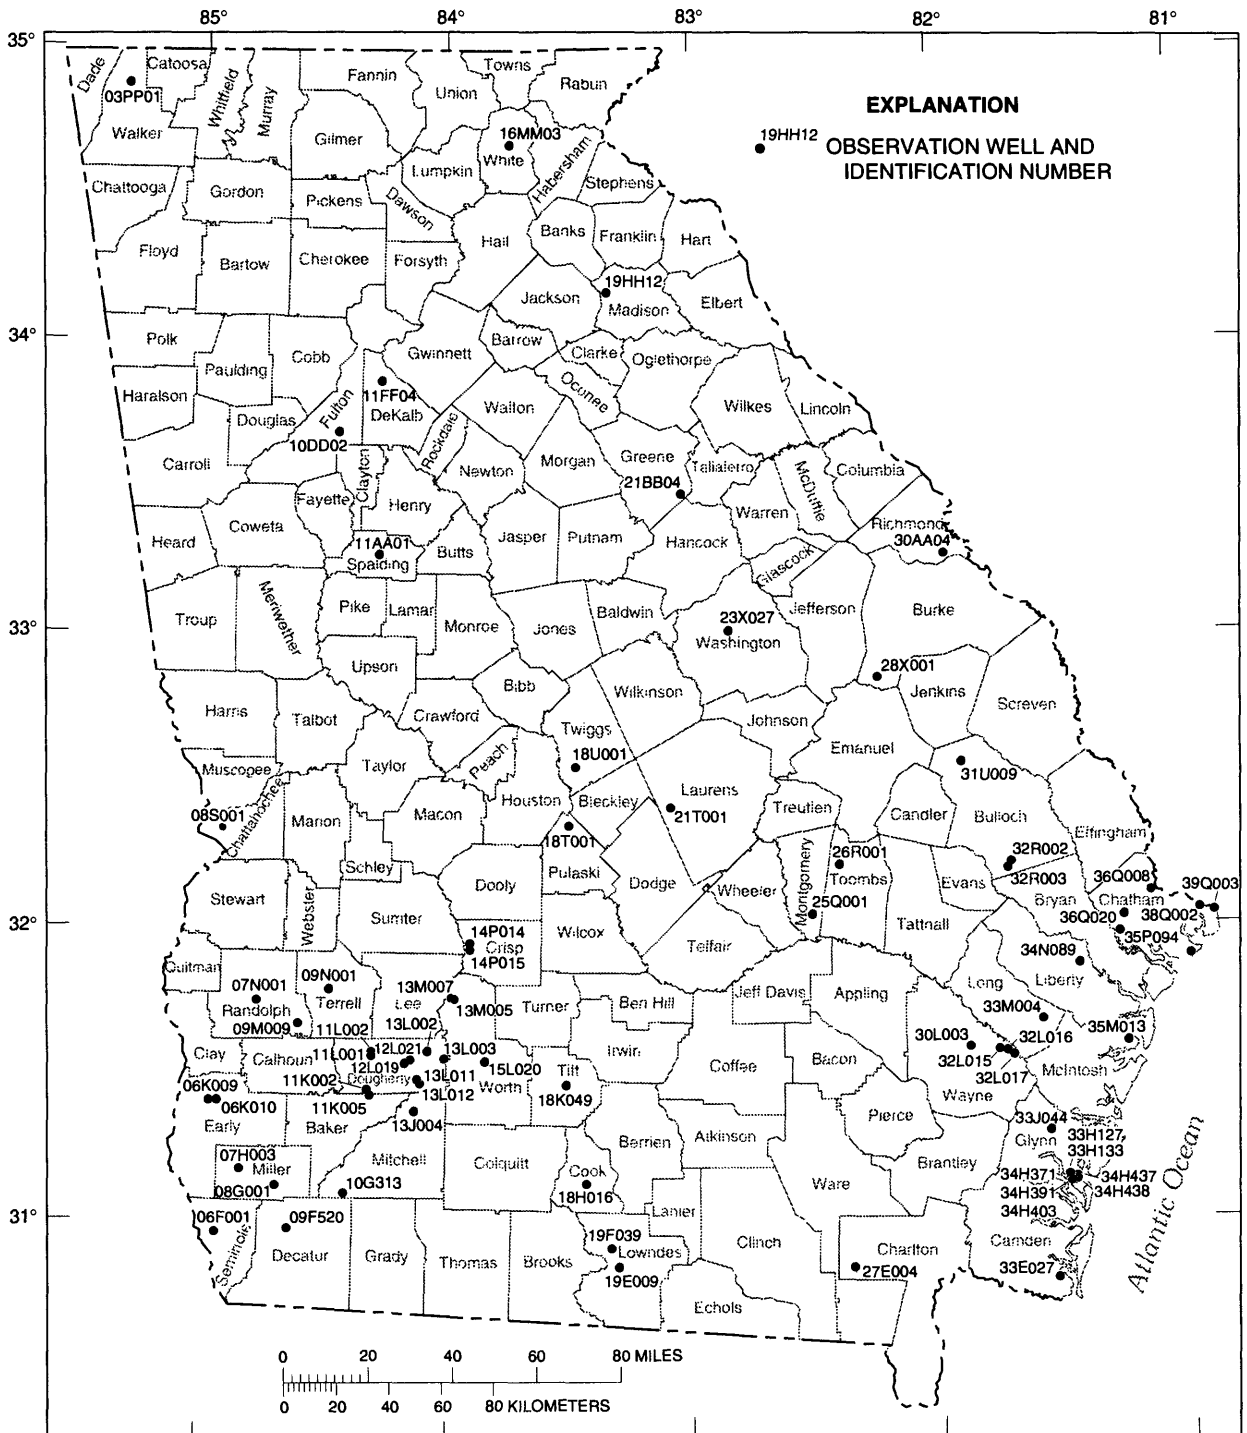 85° 84° 83° 82° 81°
35°
EXPLANATION
19HH12
OBSERVATION WELL AND
IDENTIFICATION NUMBER
Dade
Catoosa
Whitfield
Murray
Fannin
Towns
Union
Rabun
03PP01
Walker
Gilmer
16MM03
White
Lumpkin
Habersham
Stephens
Chattooga
Gordon
Pickens
Dawson
Banks
Franklin
Hart
Floyd
Bartow
Cherokee
Forsyth
Hall
19HH12
Madison
Jackson
Elbert
34°
Polk
Cobb
Gwinnett
Barrow
Clarke
Oglethorpe
Paulding
Haralson
Fulton
11FF04
DeKalb
Walton
Oconee
Wilkes
Lincoln
Douglas
10DD02
Rockdale
Carroll
Clayton
Newton
Morgan
Greene
21BB04
Taliaferro
McDuffie
Columbia
Fayette
Henry
Coweta
Heard
11AA01
Spalding
Butts
Jasper
Putnam
Hancock
Warren
Richmond
30AA04
Glascock
Troup
Meriwether
Pike
Lamar
Monroe
Jones
Baldwin
23X027
Washington
Jefferson
Burke
33°
Upson
28X001
Harris
Talbot
Crawford
Bibb
Wilkinson
Jenkins
Screven
Twiggs
Johnson
Emanuel
Muscogee
Taylor
Peach
18U001
31U009
08S001
Chattahoochee
Marion
Macon
Houston
Bleckley
Laurens
21T001
Treutlen
Candler
Bulloch
Effingham
18T001
Schley
Pulaski
Stewart
Webster
Sumter
Dooly
Dodge
Wheeler
Montgomery
26R001
Toombs
25Q001
Evans
32R002
32R003
Bryan
36Q008
Chatham
39Q003
38Q002
36Q020
35P094
32°
14P014
Crisp
14P015
Wilcox
Telfair
Tattnall
34N089
Liberty
Quitman
07N001
Randolph
09M009
09N001
Terrell
Lee
13M007
13M005
Turner
Ben Hill
Jeff Davis
Appling
Long
33M004
11L002
13L002
30L003
32L016
35M013
Clay
Calhoun
11L001
12L021
12L019
13L003
15L020
Irwin
Coffee
Bacon
32L015
32L017
McIntosh
06K009
06K010
11K002
Dougherty
13L011
13L012
Worth
Tift
18K049
Wayne
Early
11K005
Baker
13J004
Pierce
33J044
Glynn
07H003
Miller
08G001
Mitchell
10G313
Colquitt
Cook
18H016
Berrien
Atkinson
Ware
Brantley
33H127
33H133
34H371
34H391
34H403
34H437
34H438
31°
Lanier
06F001
Seminole
09F520
Decatur
Grady
Thomas
Brooks
19F039
Lowndes
19E009
Clinch
Echols
Charlton
27E004
Camden
33E027
Atlantic Ocean
0 20 40 60 80 MILES
0 20 40 60 80 KILOMETERS
85° 84° 83° 82° 81°